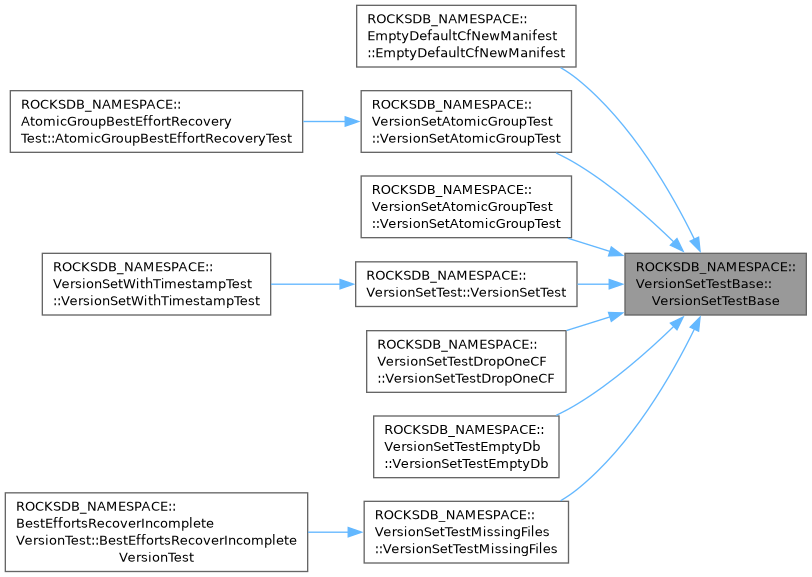 ROCKSDB_NAMESPACE::
EmptyDefaultCfNewManifest
::EmptyDefaultCfNewManifest
ROCKSDB_NAMESPACE::
AtomicGroupBestEffortRecovery
Test::AtomicGroupBestEffortRecoveryTest
ROCKSDB_NAMESPACE::
VersionSetAtomicGroupTest
::VersionSetAtomicGroupTest
ROCKSDB_NAMESPACE::
VersionSetAtomicGroupTest
::VersionSetAtomicGroupTest
ROCKSDB_NAMESPACE::
VersionSetWithTimestampTest
::VersionSetWithTimestampTest
ROCKSDB_NAMESPACE::
VersionSetTest::VersionSetTest
ROCKSDB_NAMESPACE::
VersionSetTestBase::
VersionSetTestBase
ROCKSDB_NAMESPACE::
VersionSetTestDropOneCF
::VersionSetTestDropOneCF
ROCKSDB_NAMESPACE::
VersionSetTestEmptyDb
::VersionSetTestEmptyDb
ROCKSDB_NAMESPACE::
BestEffortsRecoverIncomplete
VersionTest::BestEffortsRecoverIncomplete
VersionTest
ROCKSDB_NAMESPACE::
VersionSetTestMissingFiles
::VersionSetTestMissingFiles